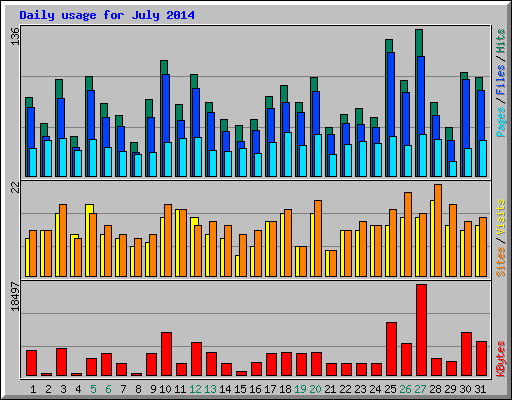 Daily usage for July 2014
136
Pages / Files / Hits
22
Sites / Visits
18497
KBytes
1 2 3 4 5 6 7 8 9 10 11 12 13 14 15 16 17 18 19 20 21 22 23 24 25 26 27 28 29 30 31